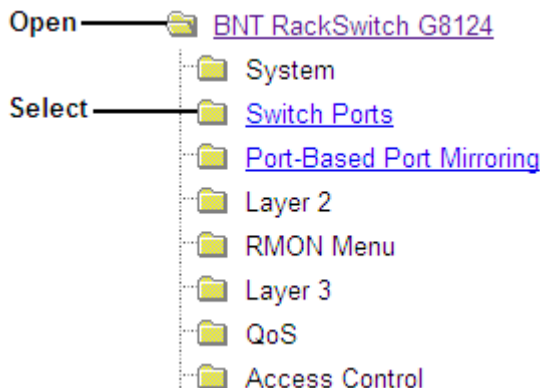 Open BNT RackSwitch G8124
System
Select Switch Ports
Port-Based Port Mirroring
Layer 2
RMON Menu
Layer 3
QoS
Access Control